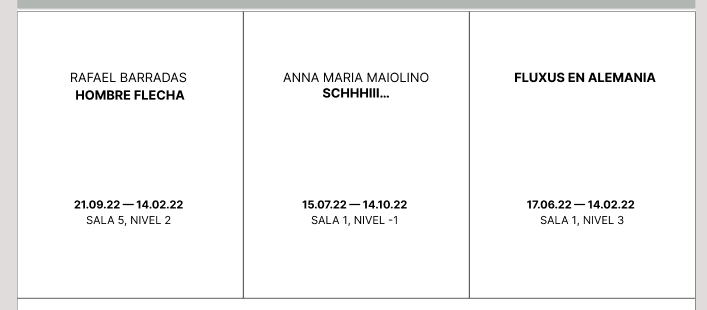 RAFAEL BARRADAS
HOMBRE FLECHA
21.09.22 — 14.02.22
SALA 5, NIVEL 2
ANNA MARIA MAIOLINO
SCHHHIII...
15.07.22 — 14.10.22
SALA 1, NIVEL -1
FLUXUS EN ALEMANIA
17.06.22 — 14.02.22
SALA 1, NIVEL 3